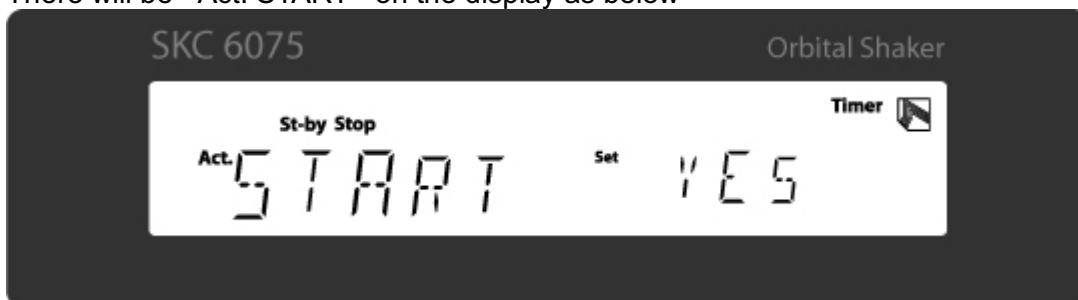 There will be "Act. START" on the display as below
SKC 6075 Orbital Shaker
Timer
St-by Stop
Act. START Set YES